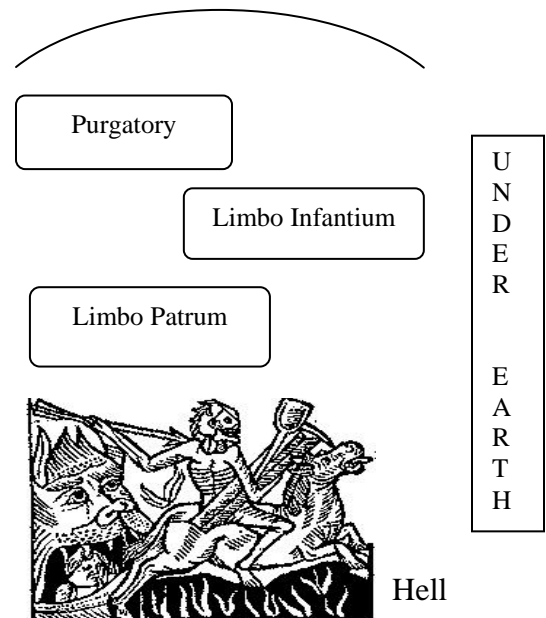 Purgatory
Limbo Infantium
Limbo Patrum
Hell
U
N
D
E
R
E
A
R
T
H